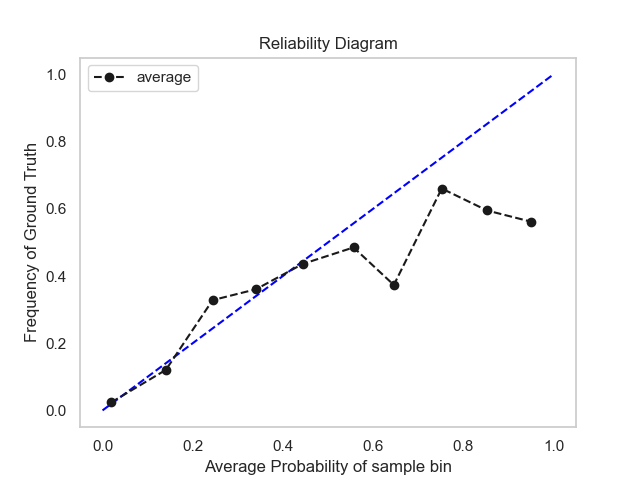 Reliability Diagram
average
Frequency of Ground Truth
1.0
0.8
0.6
0.4
0.2
0.0
0.0 0.2 0.4 0.6 0.8 1.0
Average Probability of sample bin